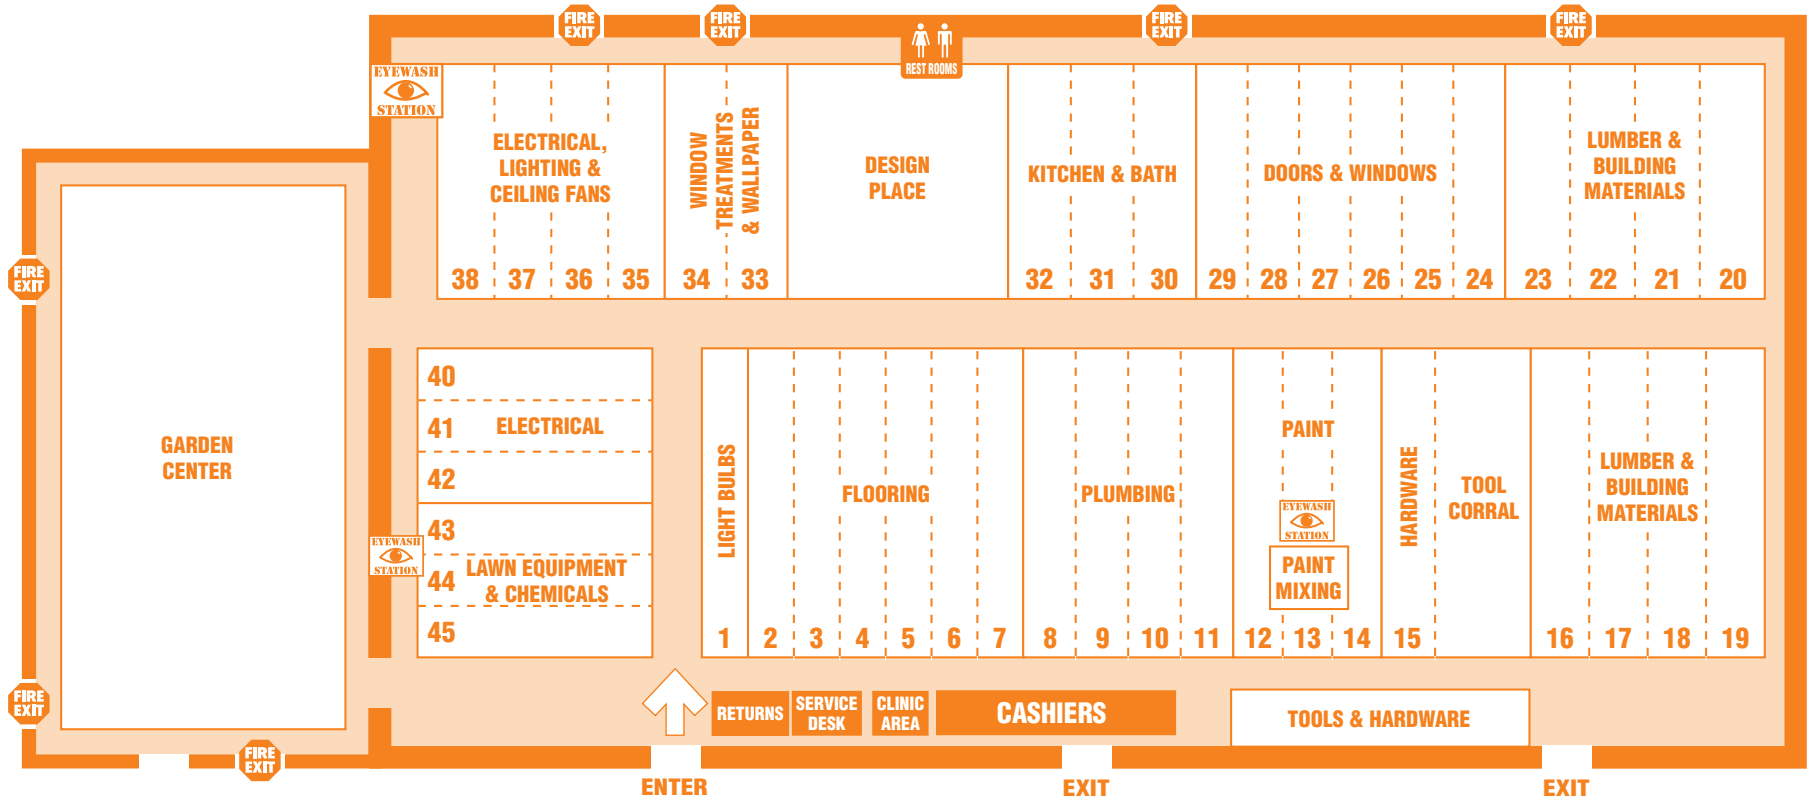 FIRE
EXIT
FIRE
EXIT
FIRE
EXIT
FIRE
EXIT
REST ROOMS
EYEWASH
STATION
ELECTRICAL,
LIGHTING &
CEILING FANS
WINDOW
TREATMENTS
& WALLPAPER
DESIGN
PLACE
KITCHEN & BATH
DOORS & WINDOWS
LUMBER &
BUILDING
MATERIALS
38 37 36 35 34 33 32 31 30 29 28 27 26 25 24 23 22 21 20
FIRE
EXIT
GARDEN
CENTER
40
41 ELECTRICAL
42
43
EYEWASH
STATION
44 LAWN EQUIPMENT
& CHEMICALS
45
LIGHT BULBS
FLOORING
PLUMBING
PAINT
EYEWASH
STATION
PAINT
MIXING
HARDWARE
TOOL
CORRAL
LUMBER &
BUILDING
MATERIALS
1 2 3 4 5 6 7 8 9 10 11 12 13 14 15 16 17 18 19
FIRE
EXIT
FIRE
EXIT
RETURNS
SERVICE
DESK
CLINIC
AREA
CASHIERS
TOOLS & HARDWARE
ENTER
EXIT
EXIT